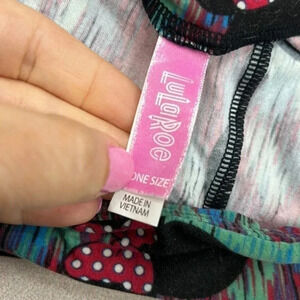 LuLaRoe
ONE SIZE
MADE IN
VIETNAM